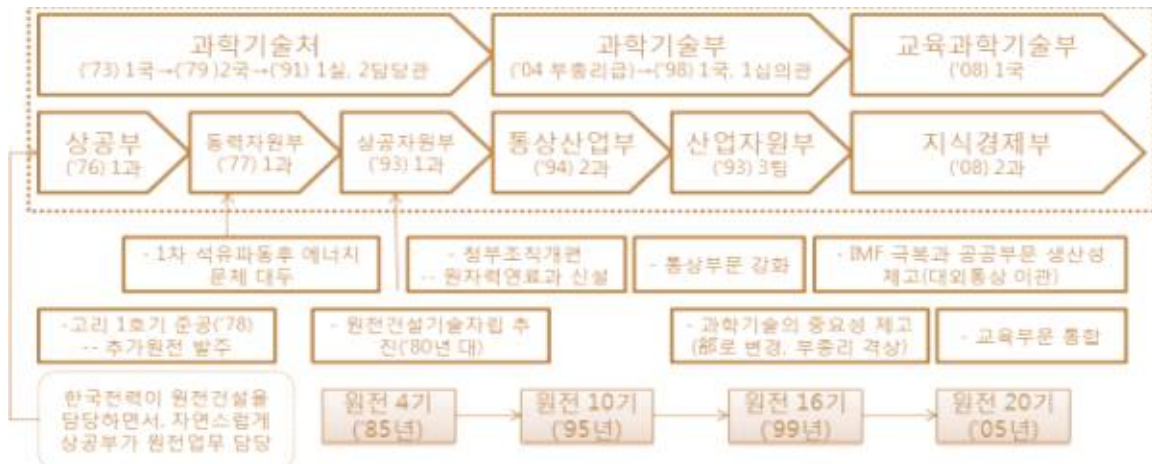 과학기술처
('73) 1국→('79)2국→('91) 1실, 2담당관
과학기술부
('04 부총리급)→('98) 1국, 1심의관
교육과학기술부
('08) 1국
상공부
('76) 1과
동력자원부
('77) 1과
상공자원부
('93) 1과
통상산업부
('94) 2과
산업자원부
('93) 3팀
지식경제부
('08) 2과
- 1차 석유파동후 에너지
문제 대두
- 정부조직개편
-- 원자력연료과 신설
- 통상부문 강화
- IMF 극복과 공공부문 생산성
제고(대외통상 이관)
-고리 1호기 준공('78)
-- 추가원전 발주
- 원전건설기술자립 추
진('80년 대)
- 과학기술의 중요성 제고
(部로 변경, 부총리 격상)
- 교육부문 통합
한국전력이 원전건설을
담당하면서, 자연스럽게
상공부가 원전업무 담당
원전 4기
('85년)
원전 10기
('95년)
원전 16기
('99년)
원전 20기
('05년)